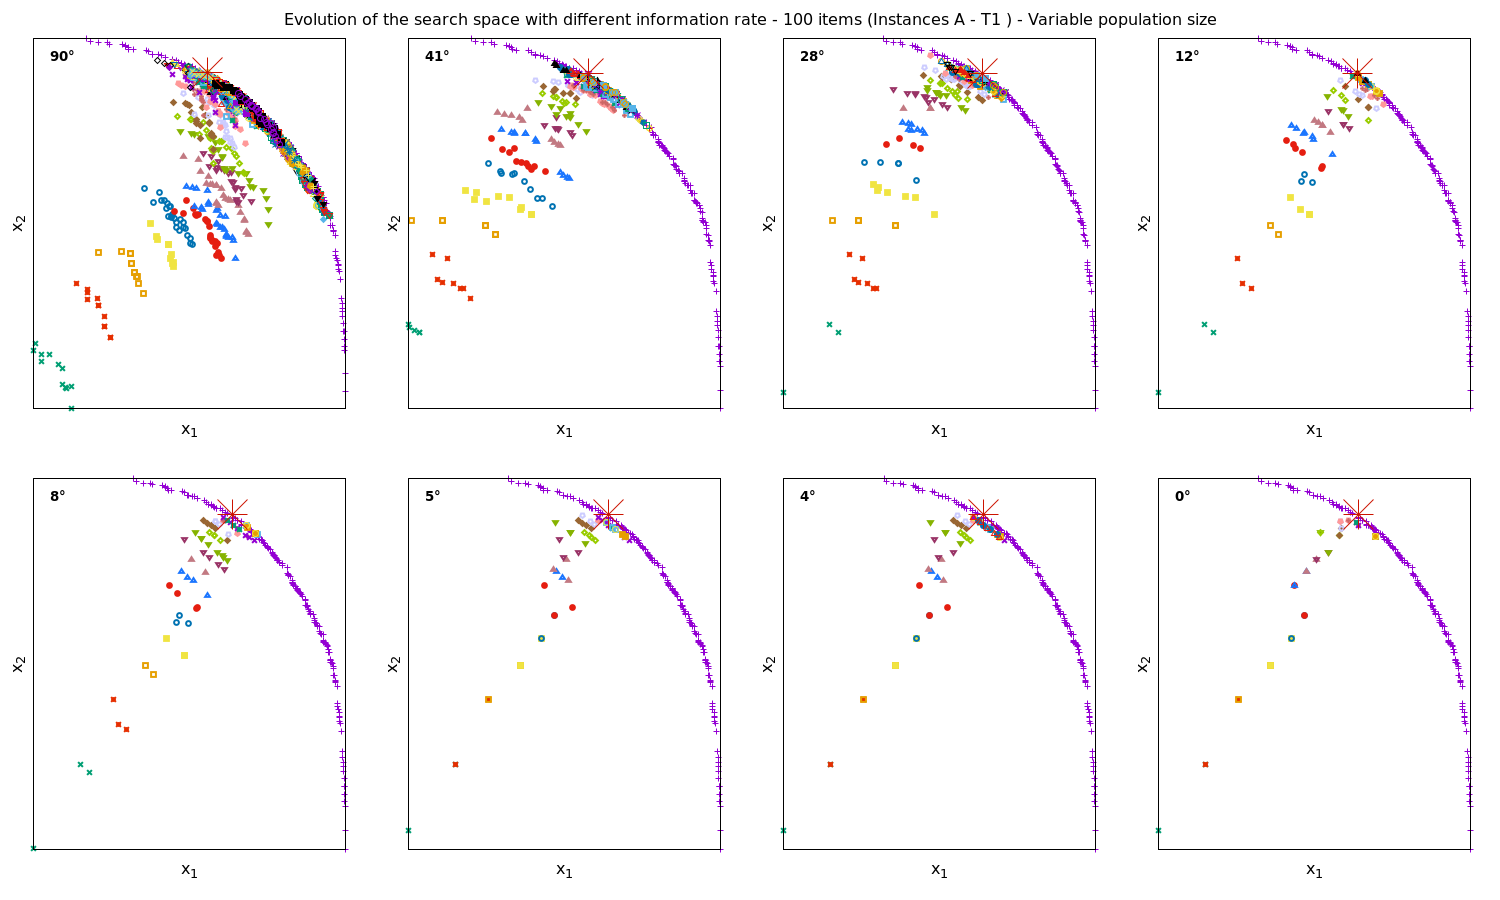 Evolution of the search space with different information rate - 100 items (Instances A - T1 ) - Variable population size
90°
41°
28°
12°
x2
x2
x2
x2
x1
x1
x1
x1
8°
5°
4°
0°
x2
x2
x2
x2
x1
x1
x1
x1